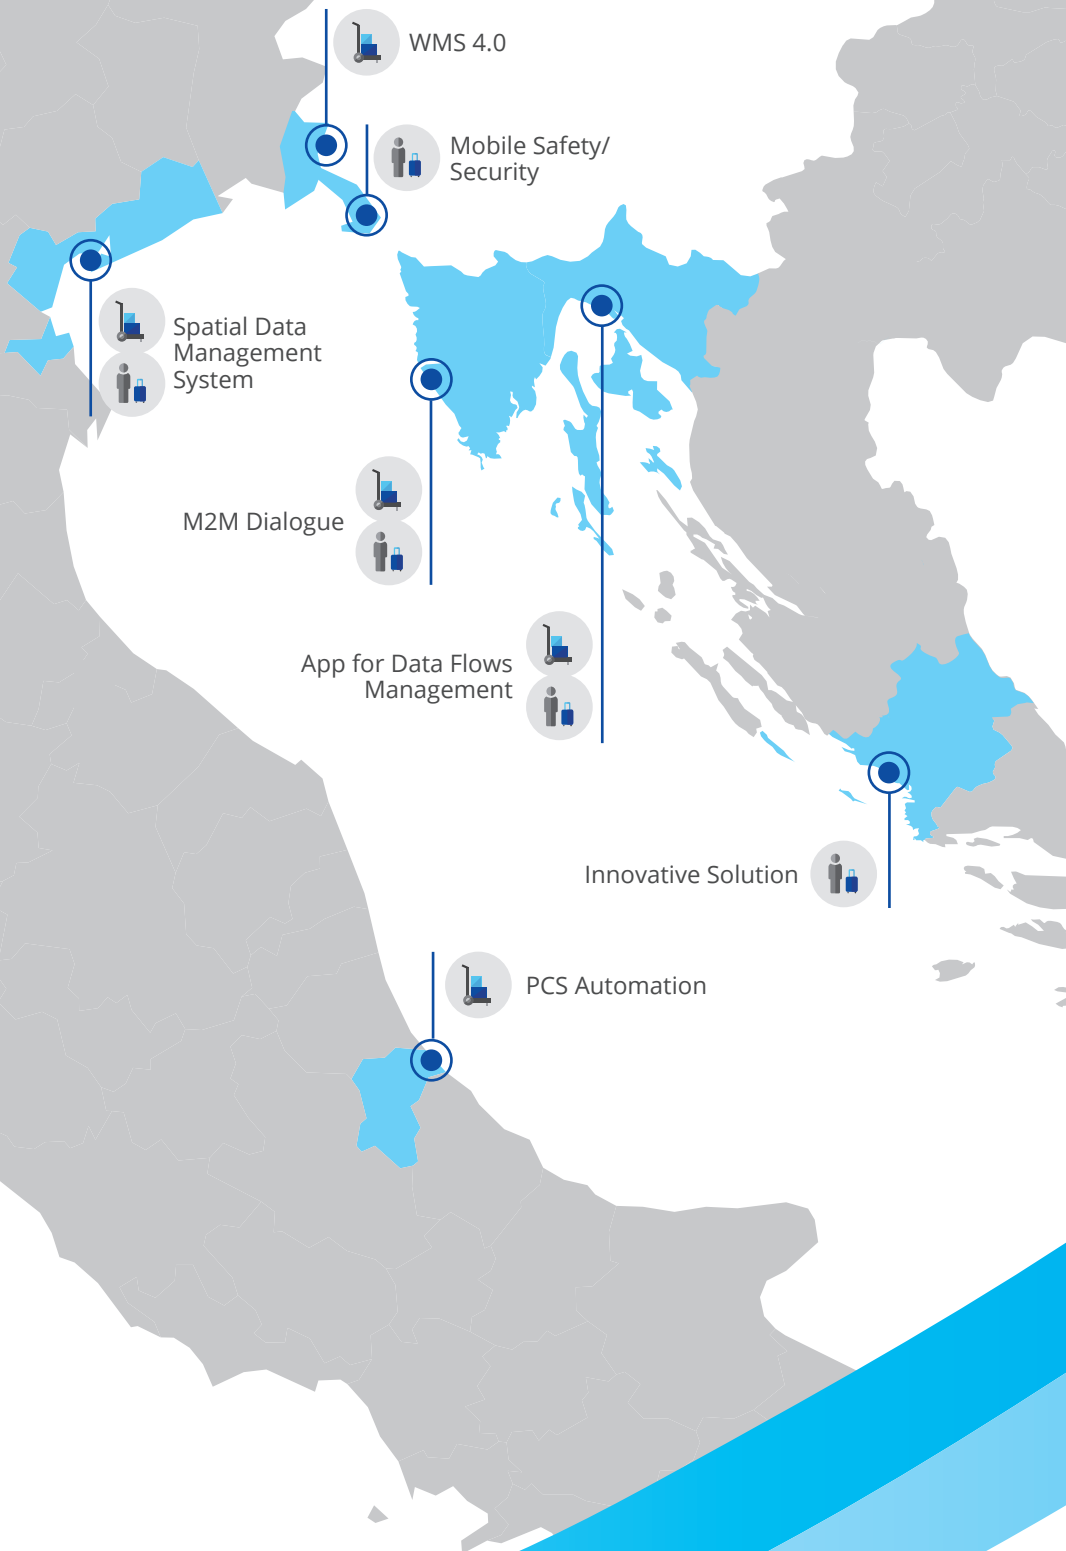 WMS 4.0
Mobile Safety/
Security
Spatial Data
Management
System
M2M Dialogue
App for Data Flows
Management
Innovative Solution
PCS Automation